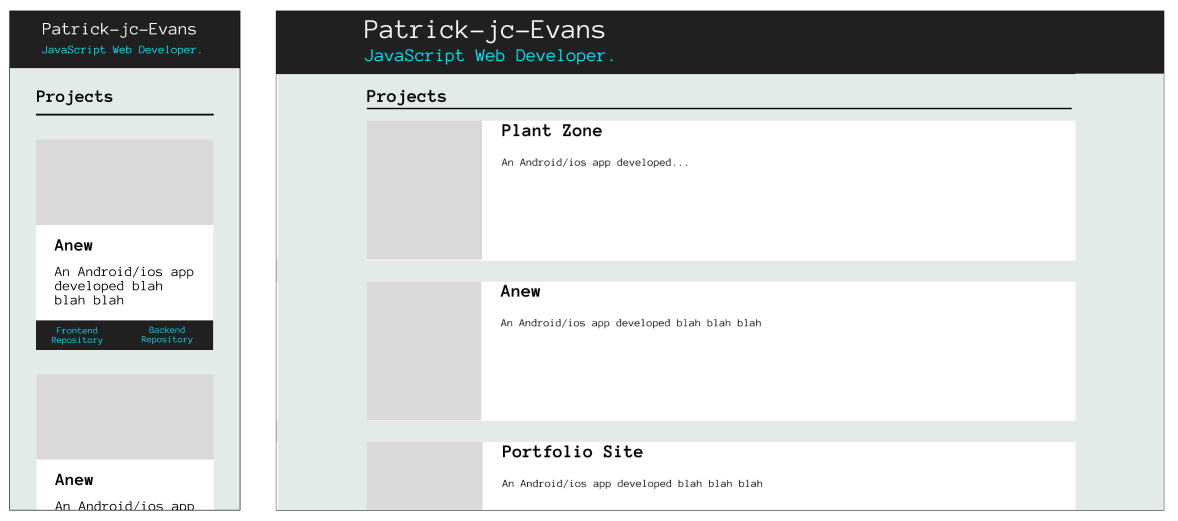 Patrick-jc-Evans
JavaScript Web Developer.
Projects
Anew
An Android/ios app
developed blah
blah blah
Frontend
Repository
Backend
Repository
Anew
An Android/ios app
Patrick-jc-Evans
JavaScript Web Developer.
Projects
Plant Zone
An Android/ios app developed...
Anew
An Android/ios app developed blah blah blah
Portfolio Site
An Android/ios app developed blah blah blah